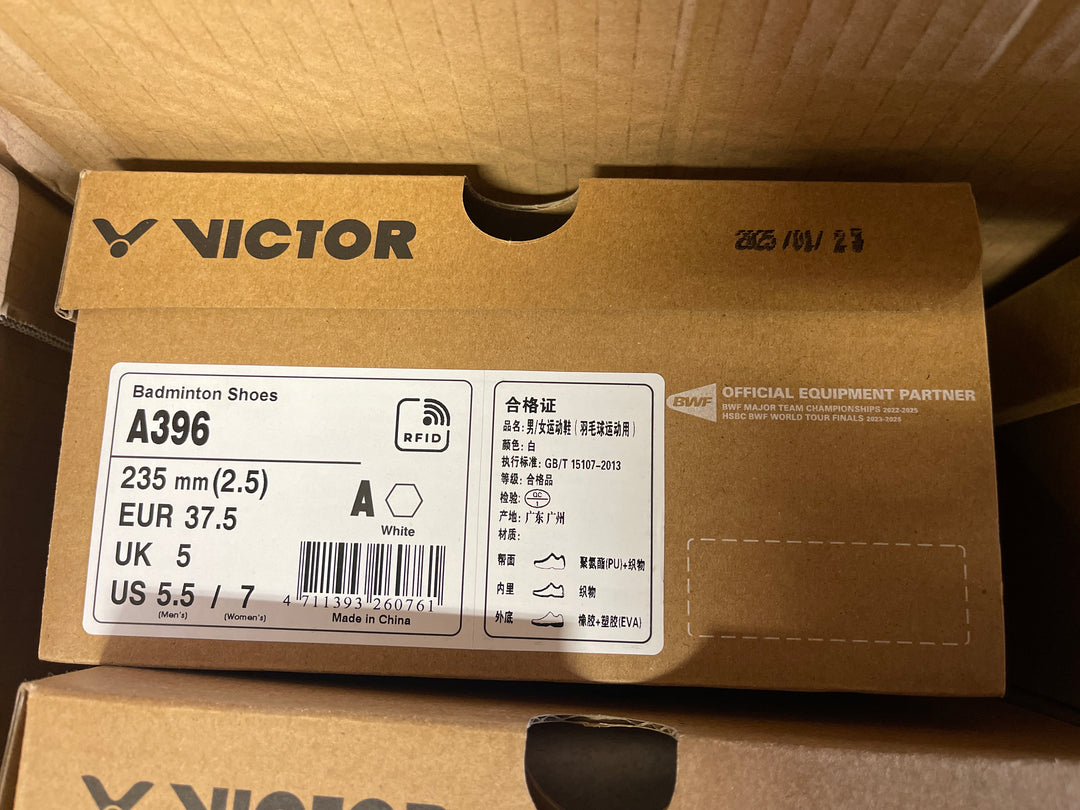 VICTOR
2025/01/23
Badminton Shoes
A396
RFID
235 mm (2.5)
EUR 37.5
UK 5
US 5.5 / 7
(Men's) (Women's)
A
White
4 711393 260761
Made in China
合格证
品名: 男/女运动鞋 ( 羽毛球运动用 )
颜色: 白
执行标准: GB/T 15107-2013
等级: 合格品
检验: QC 1
产地: 广东 广州
材质:
帮面 聚氨酯(PU)+织物
内里 织物
外底 橡胶+塑胶(EVA)
BWF
OFFICIAL EQUIPMENT PARTNER
BWF MAJOR TEAM CHAMPIONSHIPS 2022-2025
HSBC BWF WORLD TOUR FINALS 2023-2025
VICTOR